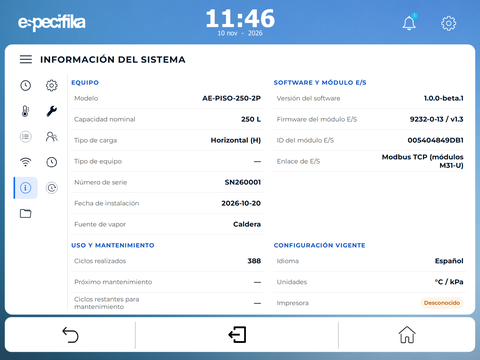 e·specifika
11:46
10 nov - 2026
INFORMACIÓN DEL SISTEMA
EQUIPO
Modelo AE-PISO-250-2P
Capacidad nominal 250 L
Tipo de carga Horizontal (H)
Tipo de equipo —
Número de serie SN260001
Fecha de instalación 2026-10-20
Fuente de vapor Caldera
USO Y MANTENIMIENTO
Ciclos realizados 388
Próximo mantenimiento —
Ciclos restantes para
mantenimiento —
SOFTWARE Y MÓDULO E/S
Versión del software 1.0.0-beta.1
Firmware del módulo E/S 9232-0-13 / v1.3
ID del módulo E/S 005404849DB1
Enlace de E/S Modbus TCP (módulos
M31-U)
CONFIGURACIÓN VIGENTE
Idioma Español
Unidades °C / kPa
Impresora Desconocido